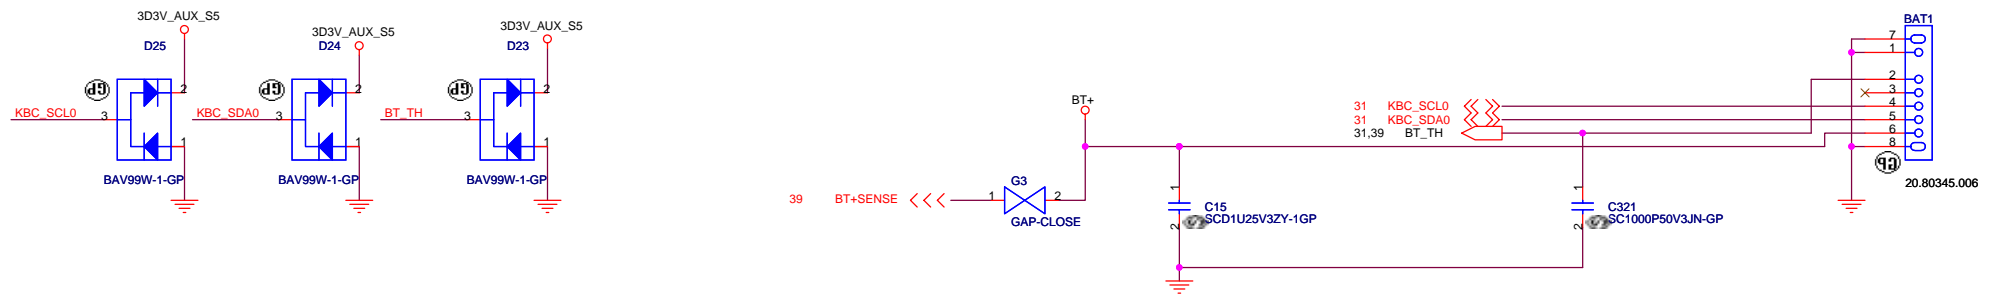 3D3V_AUX_S5
D25
GP
2
KBC_SCL0
3
1
BAV99W-1-GP
3D3V_AUX_S5
D24
GP
2
KBC_SDA0
3
1
BAV99W-1-GP
3D3V_AUX_S5
D23
GP
2
BT_TH
3
1
BAV99W-1-GP
BT+
39 BT+SENSE
1
G3
2
GAP-CLOSE
1
C15
SCD1U25V3ZY-1GP
2
31 KBC_SCL0
31 KBC_SDA0
31,39 BT_TH
1
C321
SC1000P50V3JN-GP
2
BAT1
7
1
2
3
4
5
6
8
GP
20.80345.006